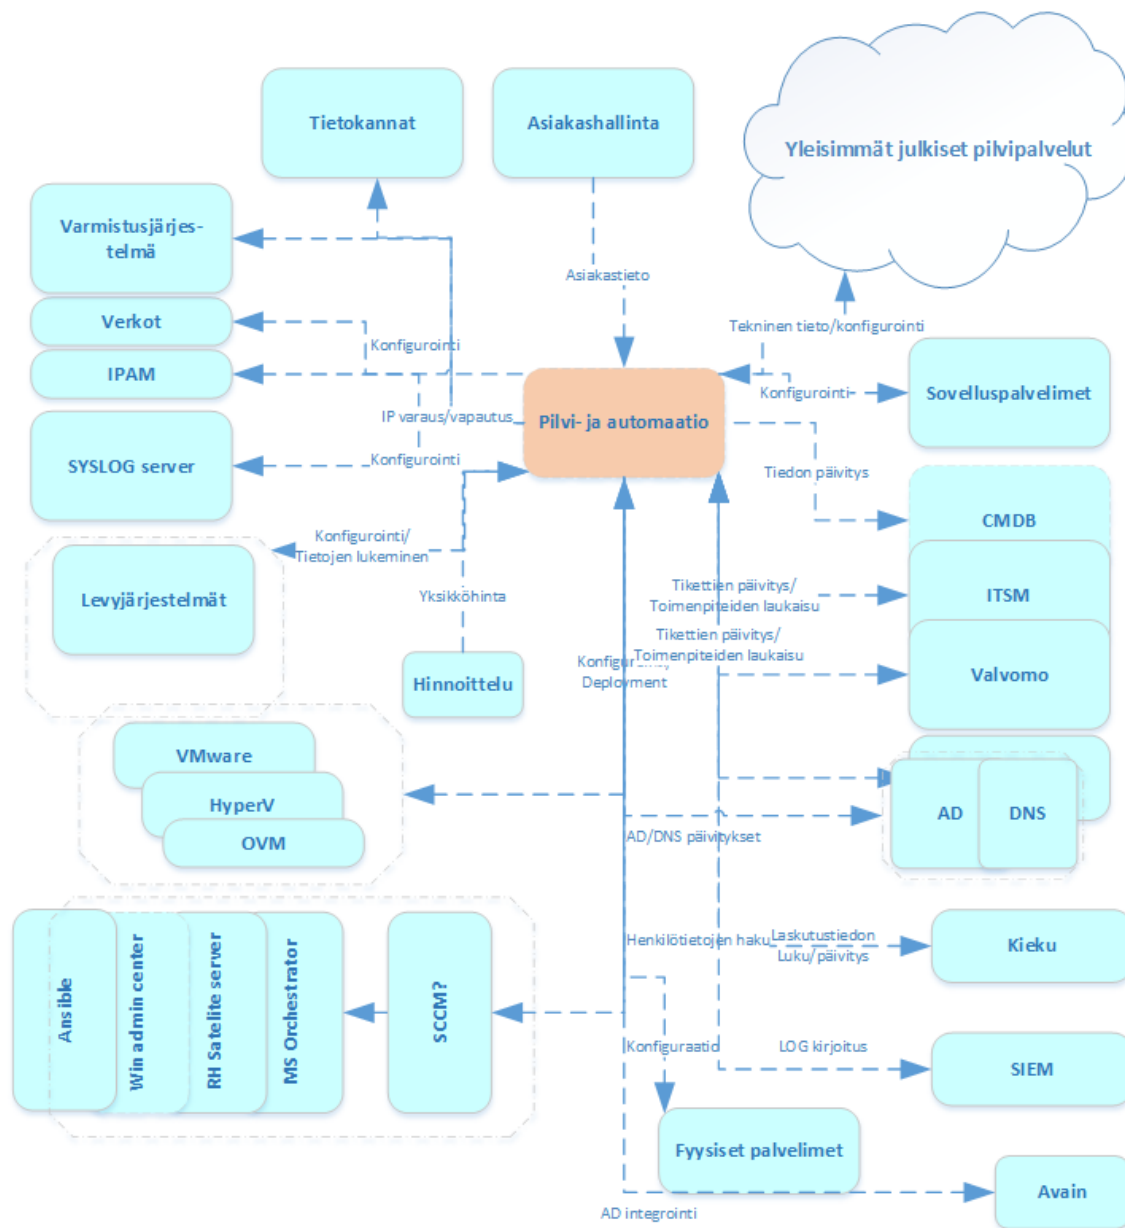 Tietokannat
Asiakashallinta
Yleisimmät julkiset pilvipalvelut
Varmistusjärjes-
telmä
Asiakastieto
Verkot
Konfigurointi
Tekninen tieto/konfigurointi
IPAM
Konfigurointi
Sovelluspalvelimet
IP varaus/vapautus
Pilvi- ja automaatio
SYSLOG server
Konfigurointi
Tiedon päivitys
CMDB
Konfigurointi/
Tietojen lukeminen
Levyjärjestelmät
Yksikköhinta
Tikettien päivitys/
Toimenpiteiden laukaisu
ITSM
Tikettien päivitys/
Toimenpiteiden laukaisu
Hinnoittelu
Deployment
Valvomo
VMware
HyperV
OVM
AD
DNS
AD/DNS päivitykset
Ansible
Win admin center
RH Satelite server
MS Orchestrator
SCCM?
Henkilötietojen haku
Laskutustiedon
Luku/päivitys
Kieku
Konfiguraatio
LOG kirjoitus
SIEM
Fyysiset palvelimet
Avain
AD integrointi